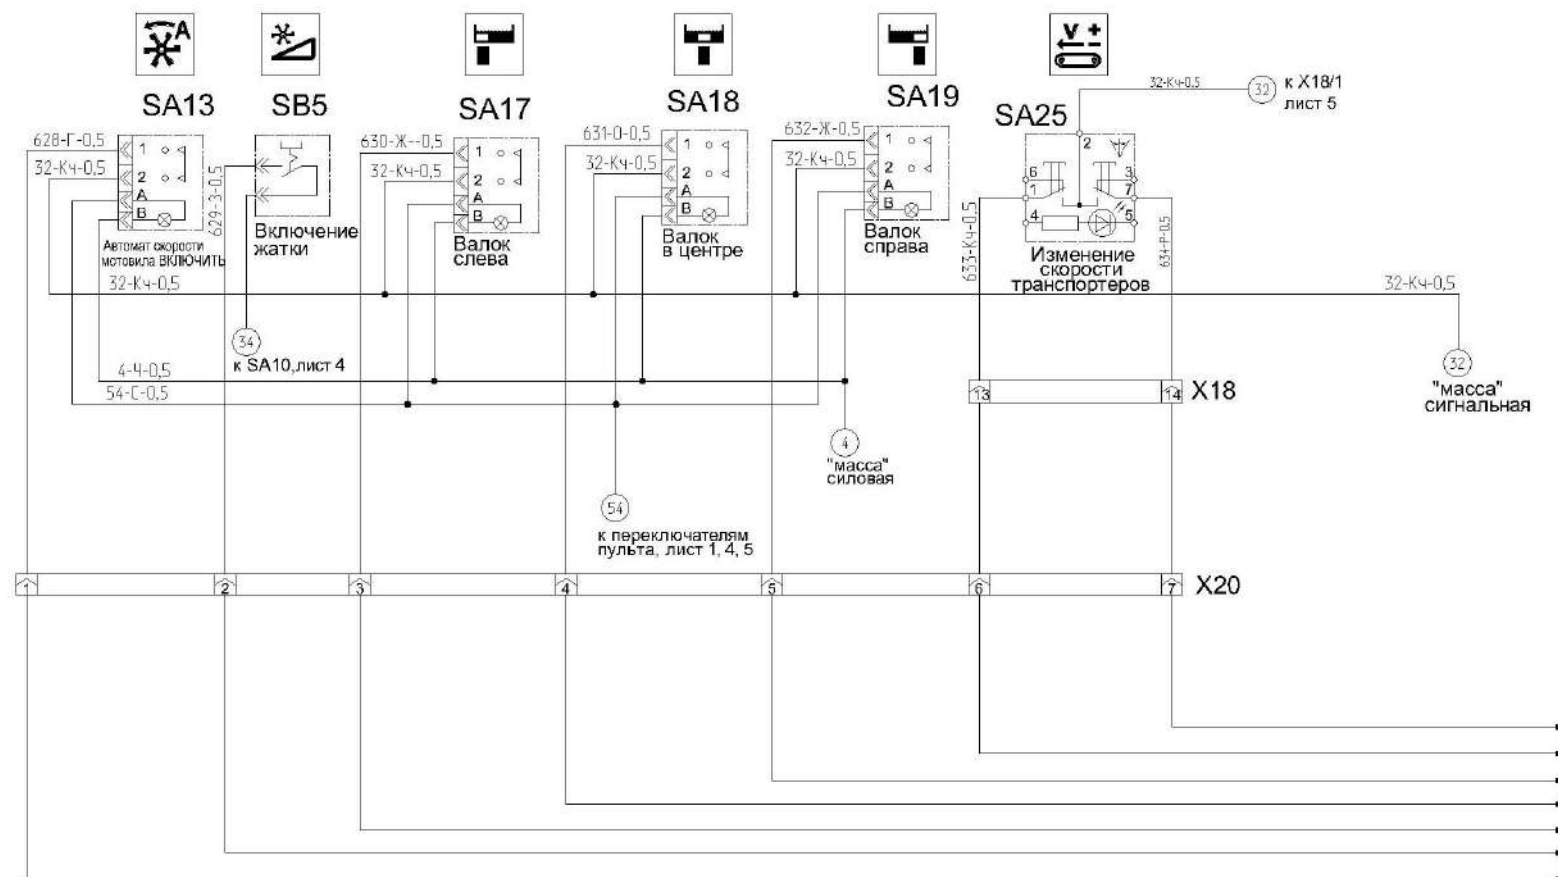 A
V +
SA13
SB5
SA17
SA18
SA19
SA25
32-Кч-0,5
32
к X18/1
лист 5
628-Г-0,5
32-Кч-0,5
1
2
A
B
629-З-0,5
630-Ж--0,5
32-Кч-0,5
1
2
A
B
631-О-0,5
32-Кч-0,5
1
2
A
B
632-Ж-0,5
32-Кч-0,5
1
2
A
B
2
6
3
1
7
4
5
633-Кч-0,5
634-Р-0,5
Автомат скорости
мотовила ВКЛЮЧИТЬ
Включение
жатки
Валок
слева
Валок
в центре
Валок
справа
Изменение
скорости
транспортеров
32-Кч-0,5
32-Кч-0,5
34
к SA10,лист 4
32
"масса"
сигнальная
4-Ч-0,5
54-С-0,5
13
14
X18
4
"масса"
силовая
54
к переключателям
пульта, лист 1, 4, 5
1
2
3
4
5
6
7
X20